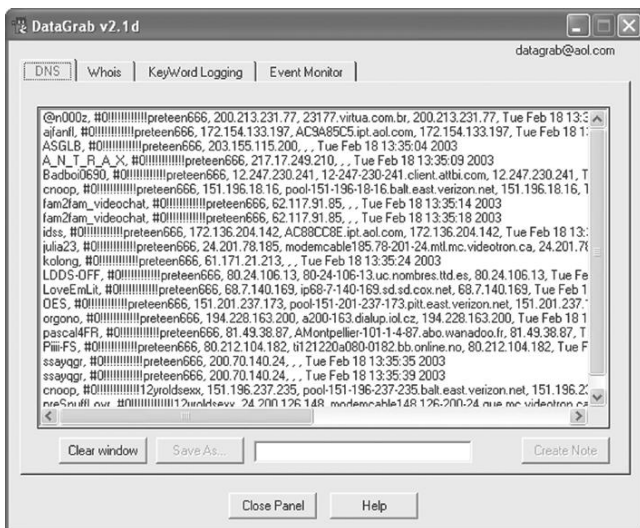 DataGrab v2.1d
datagrab@aol.com
DNS Whois KeyWord Logging Event Monitor
@n000z, #0!!!!!!!!!!!!preteen666, 200.213.231.77, 23177.virtua.com.br, 200.213.231.77, Tue Feb 18 13:3
ajfanfl, #0!!!!!!!!!!!!preteen666, 172.154.133.197, AC9A85C5.ipt.aol.com, 172.154.133.197, Tue Feb 18 1
ASGLB, #0!!!!!!!!!!!!preteen666, 203.155.115.200, , , Tue Feb 18 13:35:04 2003
A_N_T_R_A_X, #0!!!!!!!!!!!!preteen666, 217.17.249.210, , , Tue Feb 18 13:35:09 2003
Badboi0690, #0!!!!!!!!!!!!preteen666, 12.247.230.241, 12-247-230-241.client.attbi.com, 12.247.230.241, T
cnoop, #0!!!!!!!!!!!!preteen666, 151.196.18.16, pool-151-196-18-16.balt.east.verizon.net, 151.196.18.16, T
fam2fam_videochat, #0!!!!!!!!!!!!preteen666, 62.117.91.85, , , Tue Feb 18 13:35:14 2003
fam2fam_videochat, #0!!!!!!!!!!!!preteen666, 62.117.91.85, , , Tue Feb 18 13:35:18 2003
idss, #0!!!!!!!!!!!!preteen666, 172.136.204.142, AC88CC8E.ipt.aol.com, 172.136.204.142, Tue Feb 18 13:
julia23, #0!!!!!!!!!!!!preteen666, 24.201.78.185, modemcable185.78-201-24.mtl.mc.videotron.ca, 24.201.78
kolong, #0!!!!!!!!!!!!preteen666, 61.171.21.213, , , Tue Feb 18 13:35:24 2003
LDDS-OFF, #0!!!!!!!!!!!!preteen666, 80.24.106.13, 80-24-106-13.uc.nombres.ttd.es, 80.24.106.13, Tue Fe
LoveEmLit, #0!!!!!!!!!!!!preteen666, 68.7.140.169, ip68-7-140-169.sd.sd.cox.net, 68.7.140.169, Tue Feb 1
OES, #0!!!!!!!!!!!!preteen666, 151.201.237.173, pool-151-201-237-173.pitt.east.verizon.net, 151.201.237.
orgono, #0!!!!!!!!!!!!preteen666, 194.228.163.200, a200-163.dialup.iol.cz, 194.228.163.200, Tue Feb 18 1
pascal4FR, #0!!!!!!!!!!!!preteen666, 81.49.38.87, AMontpellier-101-1-4-87.abo.wanadoo.fr, 81.49.38.87, T
Piiii-FS, #0!!!!!!!!!!!!preteen666, 80.212.104.182, ti121220a080-0182.bb.online.no, 80.212.104.182, Tue F
ssayqgr, #0!!!!!!!!!!!!preteen666, 200.70.140.24, , , Tue Feb 18 13:35:35 2003
ssayqgr, #0!!!!!!!!!!!!preteen666, 200.70.140.24, , , Tue Feb 18 13:35:39 2003
cnoop, #0!!!!!!!!!!!!!12yroldsexx, 151.196.237.235, pool-151-196-237-235.balt.east.verizon.net, 151.196.2
24.200.126.148, modemcable148.126-200-24.que.mc.videotron.ca
Clear window Save As... Create Note
Close Panel Help